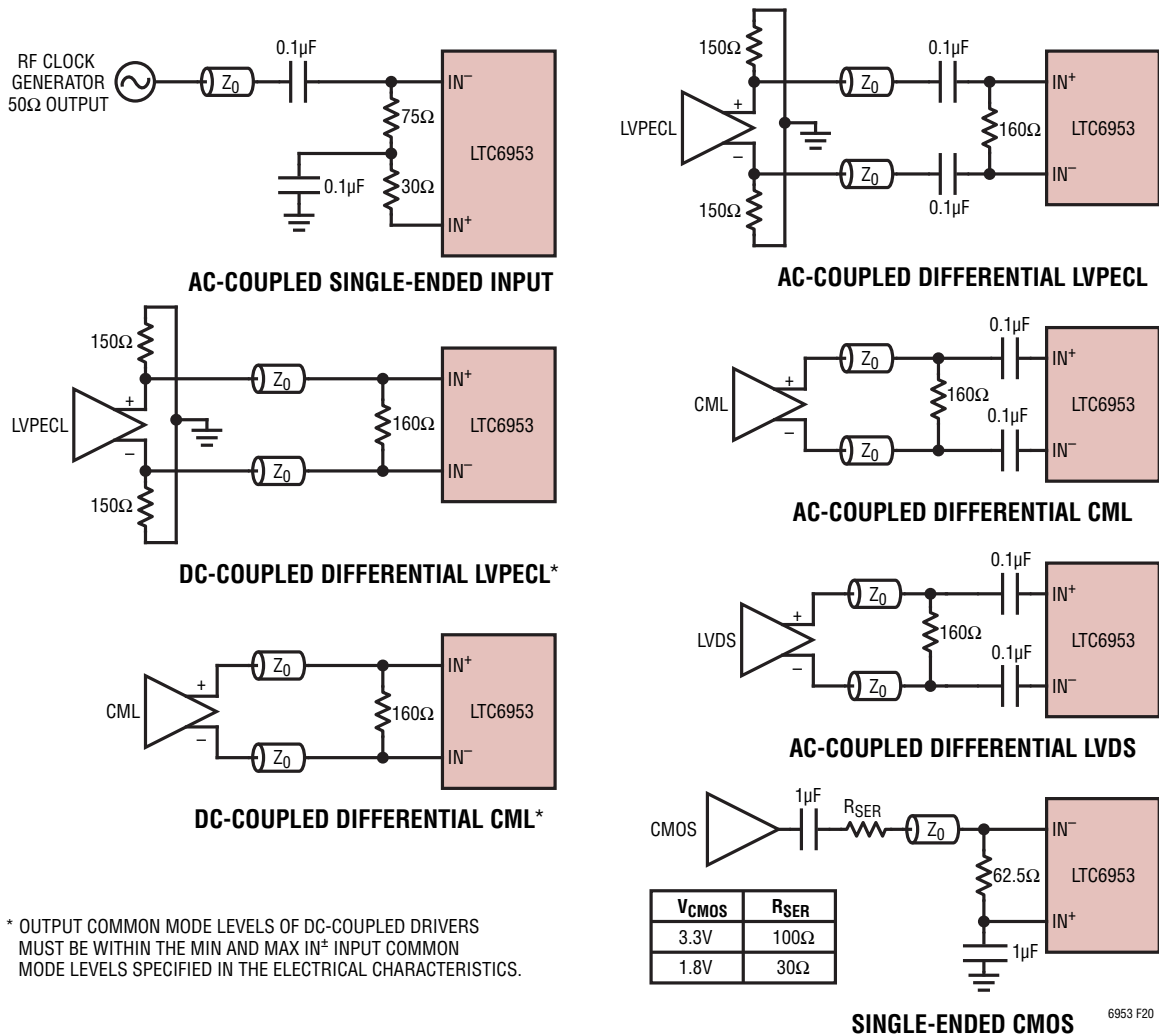 RF CLOCK
GENERATOR
50Ω OUTPUT
Z0
0.1µF
IN–
75Ω
LTC6953
0.1µF
30Ω
IN+
AC-COUPLED SINGLE-ENDED INPUT
150Ω
LVPECL
+
–
150Ω
Z0
Z0
0.1µF
0.1µF
160Ω
IN+
LTC6953
IN–
AC-COUPLED DIFFERENTIAL LVPECL
150Ω
LVPECL
+
–
150Ω
Z0
Z0
160Ω
IN+
LTC6953
IN–
DC-COUPLED DIFFERENTIAL LVPECL*
CML
+
–
Z0
Z0
160Ω
0.1µF
0.1µF
IN+
LTC6953
IN–
AC-COUPLED DIFFERENTIAL CML
CML
+
–
Z0
Z0
160Ω
IN+
LTC6953
IN–
DC-COUPLED DIFFERENTIAL CML*
LVDS
+
–
Z0
Z0
160Ω
0.1µF
0.1µF
IN+
LTC6953
IN–
AC-COUPLED DIFFERENTIAL LVDS
CMOS
1µF
RSER
Z0
IN–
62.5Ω
LTC6953
IN+
1µF
VCMOS RSER
3.3V 100Ω
1.8V 30Ω
SINGLE-ENDED CMOS
* OUTPUT COMMON MODE LEVELS OF DC-COUPLED DRIVERS
MUST BE WITHIN THE MIN AND MAX IN± INPUT COMMON
MODE LEVELS SPECIFIED IN THE ELECTRICAL CHARACTERISTICS.
6953 F20